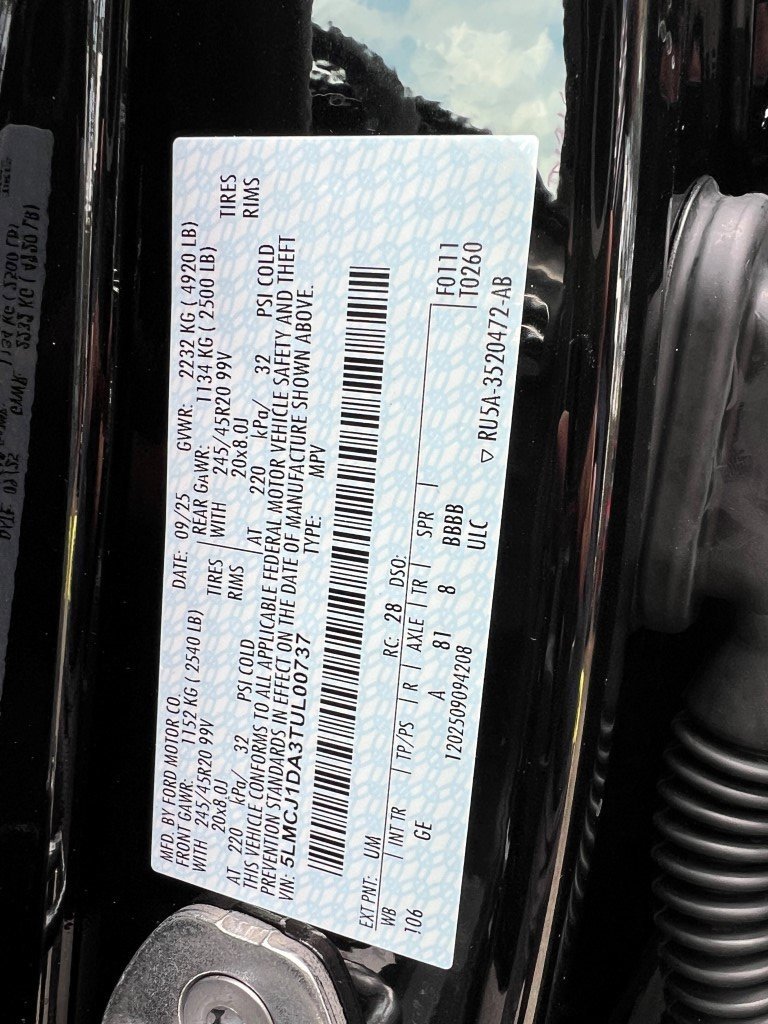 MFD. BY FORD MOTOR CO.
DATE: 09/25 GVWR: 2232 KG ( 4920 LB)
FRONT GAWR: 1152 KG ( 2540 LB) REAR GAWR: 1134 KG ( 2500 LB)
WITH 245/45R20 99V TIRES WITH 245/45R20 99V TIRES
20x8.0J RIMS 20x8.0J RIMS
AT 220 kPa/ 32 PSI COLD AT 220 kPa/ 32 PSI COLD
THIS VEHICLE CONFORMS TO ALL APPLICABLE FEDERAL MOTOR VEHICLE SAFETY AND THEFT
PREVENTION STANDARDS IN EFFECT ON THE DATE OF MANUFACTURE SHOWN ABOVE.
VIN: 5LMCJ1DA3TUL00737 TYPE: MPV
EXT PNT: UM RC: 28 DSO:
WB INT TR TP/PS R AXLE TR SPR F0111
106 GE A 81 8 BBBB T0260
1202509094208 ULC
▽ RU5A-3520472-AB